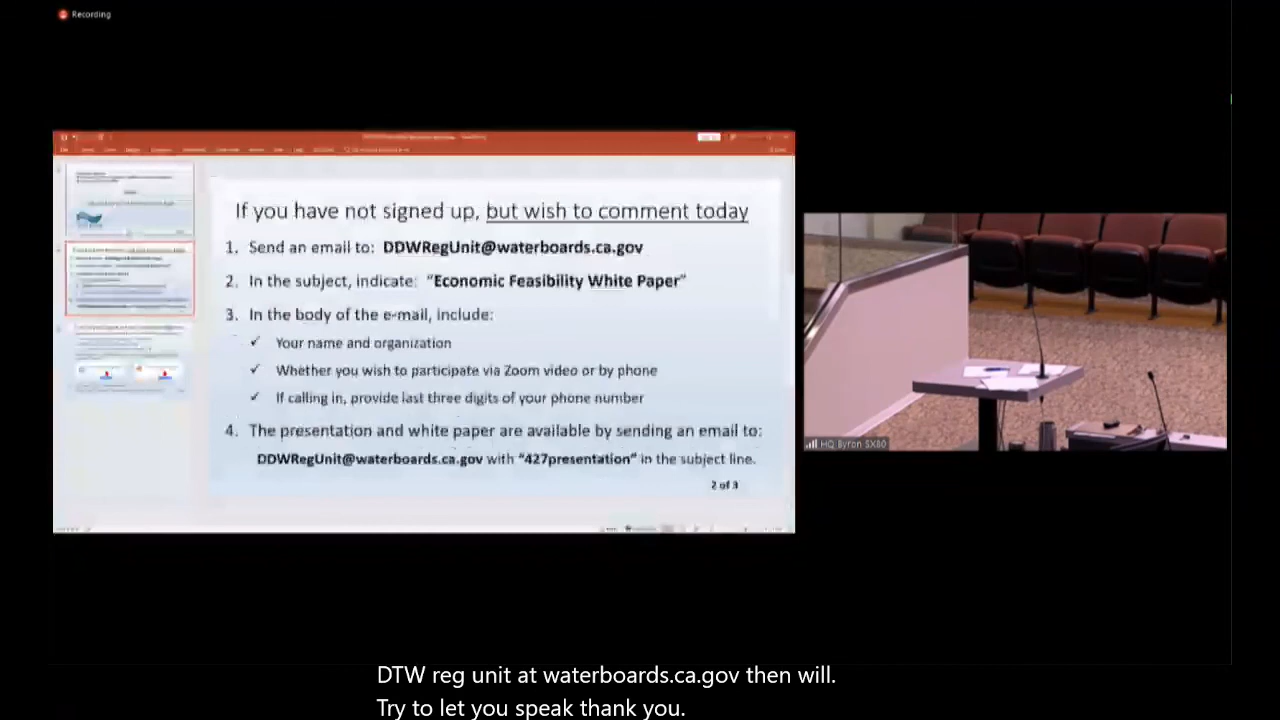 Recording
If you have not signed up, but wish to comment today
1. Send an email to: DDWRegUnit@waterboards.ca.gov
2. In the subject, indicate: “Economic Feasibility White Paper”
3. In the body of the e-mail, include:
✓ Your name and organization
✓ Whether you wish to participate via Zoom video or by phone
✓ If calling in, provide last three digits of your phone number
4. The presentation and white paper are available by sending an email to:
DDWRegUnit@waterboards.ca.gov with “427presentation” in the subject line.
2 of 3
HQ Byron SX80
DTW reg unit at waterboards.ca.gov then will.
Try to let you speak thank you.